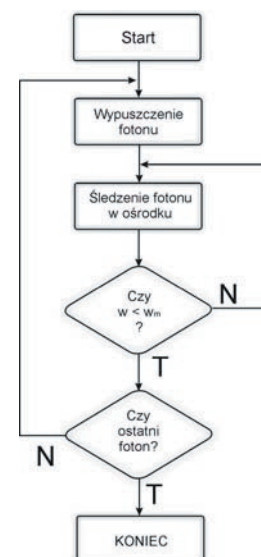 Start
Wypuszczenie
fotonu
Śledzenie fotonu
w ośrodku
Czy
w < wm
?
N
T
Czy
ostatni
foton?
N
T
KONIEC